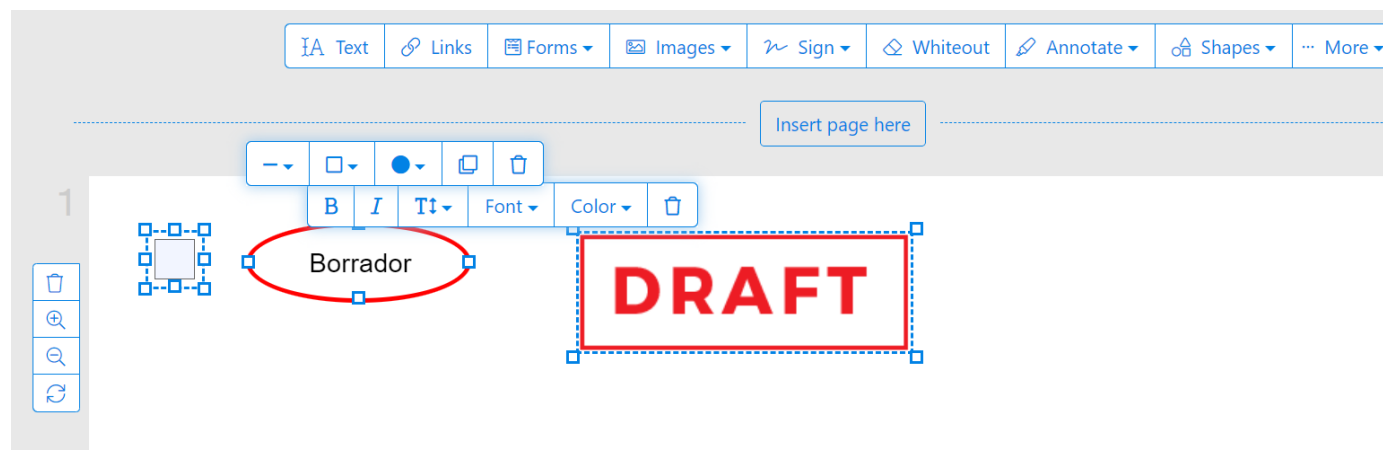 Text Links Forms Images Sign Whiteout Annotate Shapes More
Insert page here
1
B I T Font Color
Borrador
DRAFT